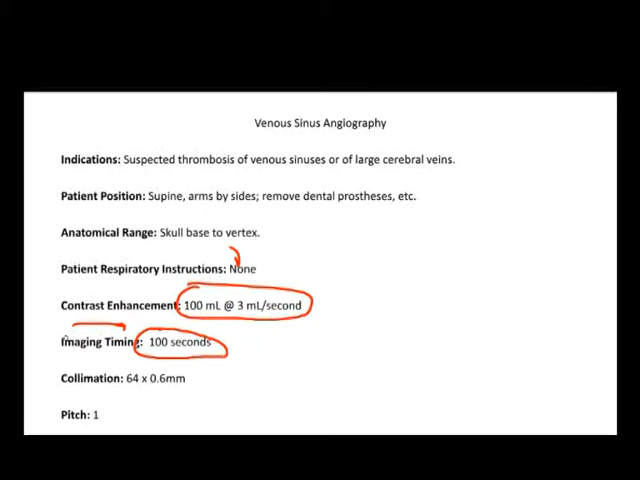 Venous Sinus Angiography
Indications: Suspected thrombosis of venous sinuses or of large cerebral veins.
Patient Position: Supine, arms by sides; remove dental prostheses, etc.
Anatomical Range: Skull base to vertex.
Patient Respiratory Instructions: None
Contrast Enhancement: 100 mL @ 3 mL/second
Imaging Timing: 100 seconds
Collimation: 64 x 0.6mm
Pitch: 1